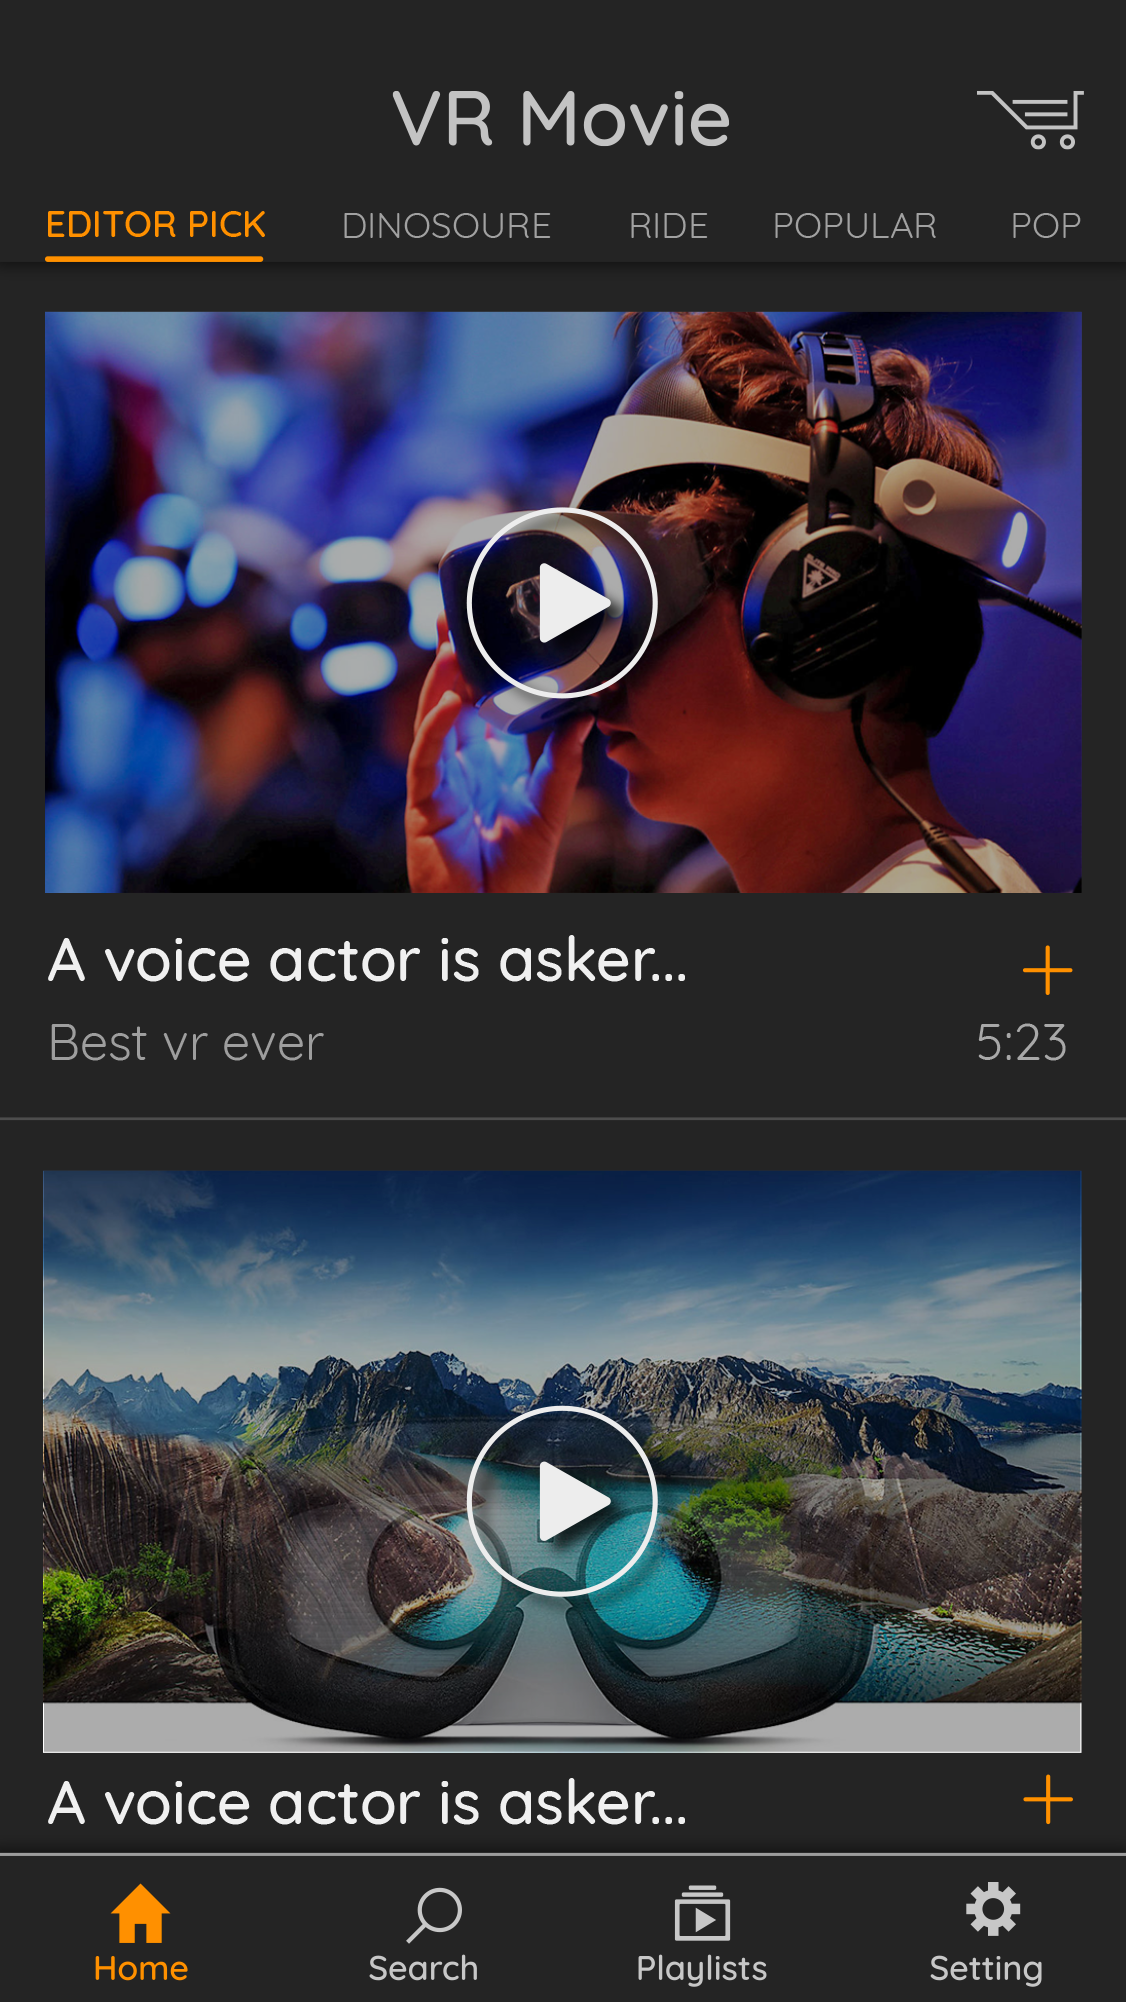 VR Movie
EDITOR PICK DINOSOURE RIDE POPULAR POP
A voice actor is asker...
Best vr ever 5:23
A voice actor is asker...
Home Search Playlists Setting